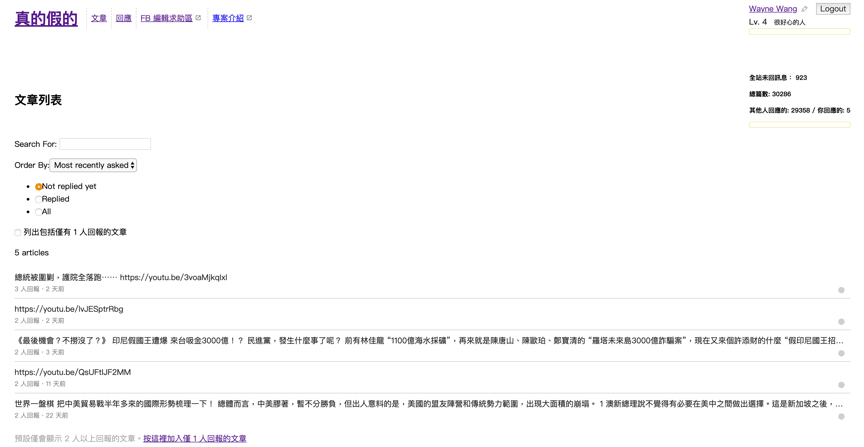 真的假的 文章 回應 FB 編輯求助區 專案介紹
Wayne Wang Logout
Lv. 4 很好心的人
全站未回訊息： 923
總篇數: 30286
其他人回應的: 29358 / 你回應的: 5
文章列表
Search For:
Order By: Most recently asked
Not replied yet
Replied
All
列出包括僅有 1 人回報的文章
5 articles
總統被圍剿，護院全落跑⋯⋯ https://youtu.be/3voaMjkqlxI
3 人回報・2 天前
https://youtu.be/lvJESptrRbg
2 人回報・2 天前
《最後機會？不撈沒了？》 印尼假國王遭爆 來台吸金3000億！？ 民進黨，發生什麼事了呢？ 前有林佳龍 “1100億海水採礦”，再來就是陳唐山、陳歐珀、鄭寶清的 “羅塔未來島3000億詐騙案”，現在又來個許添財的什麼 “假印尼國王招...
2 人回報・3 天前
https://youtu.be/QsUFtlJF2MM
2 人回報・11 天前
世界一盤棋 把中美貿易戰半年多來的國際形勢梳理一下！ 總體而言，中美膠著，暫不分勝負，但出人意料的是，美國的盟友陣營和傳統勢力範圍，出現大面積的崩塌。 1 澳新總理說不覺得有必要在美中之間做出選擇。這是新加坡之後，...
2 人回報・22 天前
預設僅會顯示 2 人以上回報的文章。按這裡加入僅 1 人回報的文章